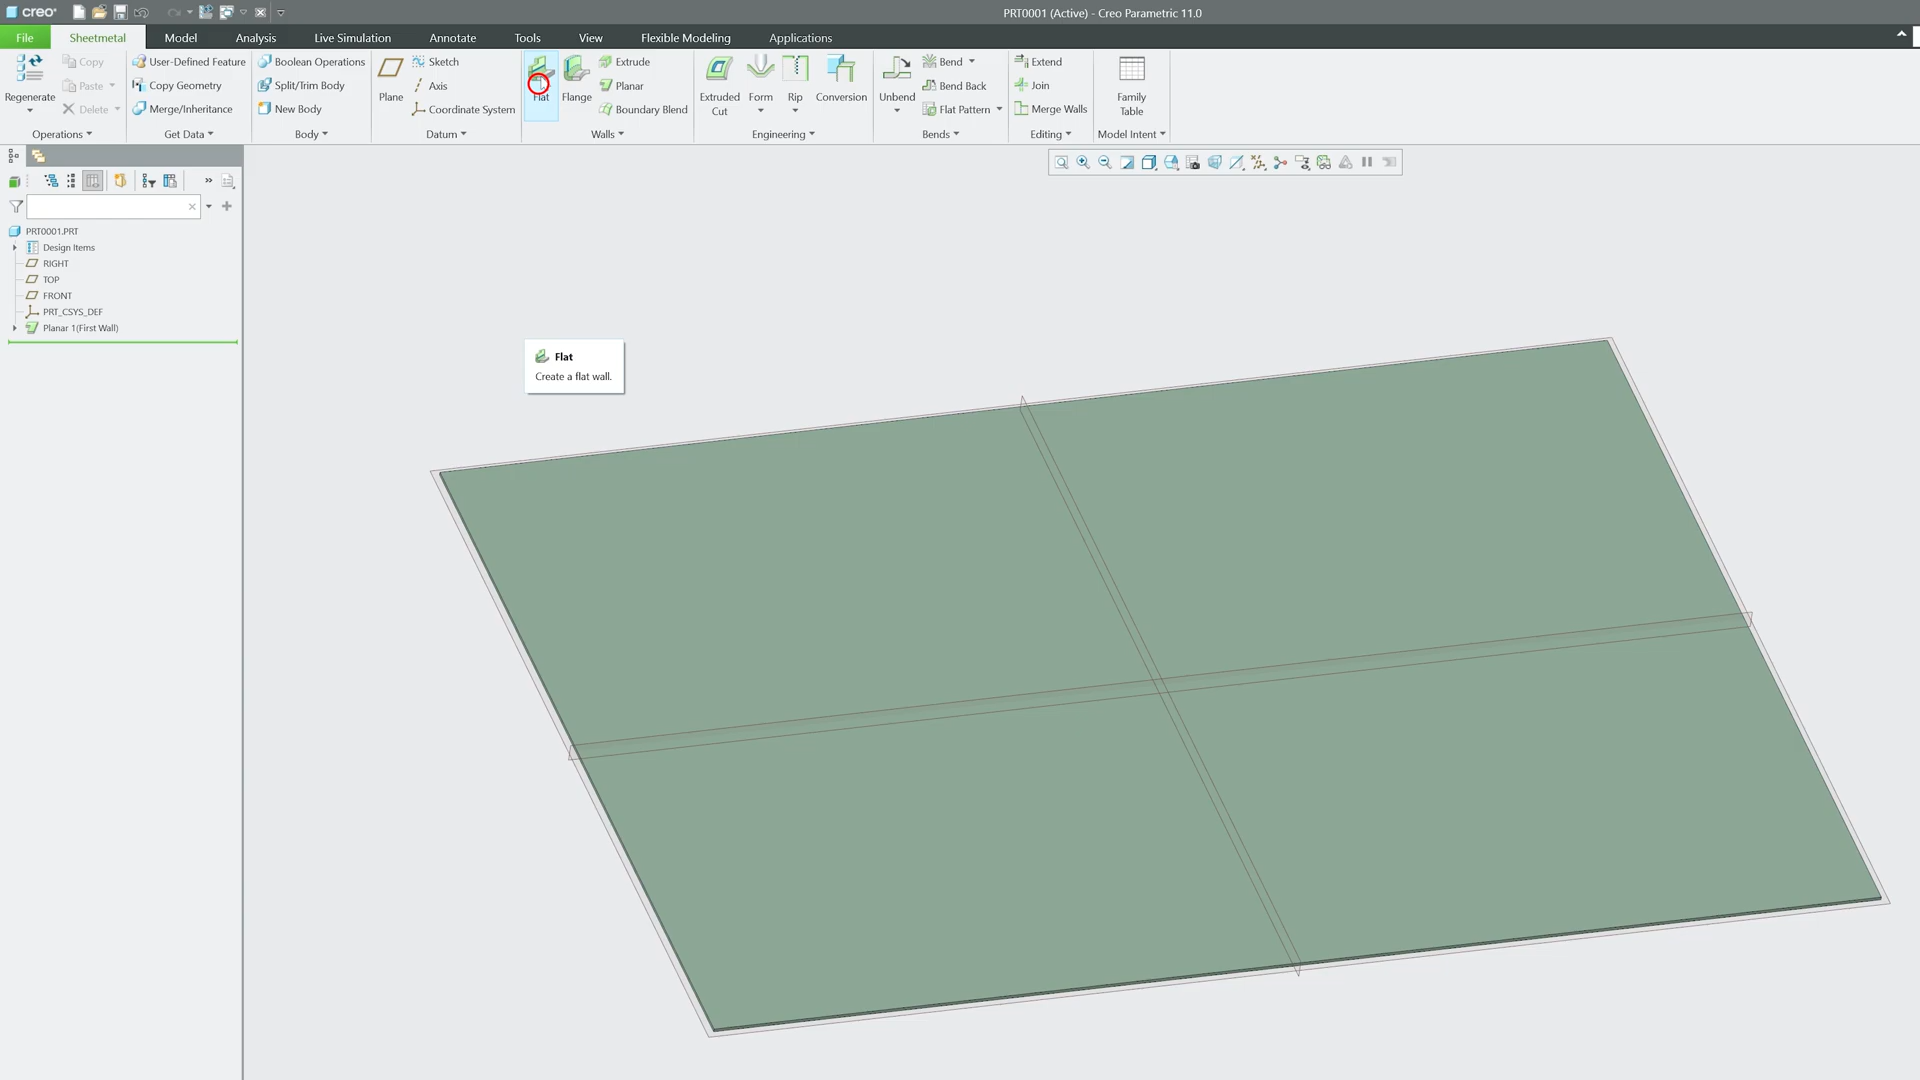 creo
PRT0001 (Active) - Creo Parametric 11.0
File
Sheetmetal
Model
Analysis
Live Simulation
Annotate
Tools
View
Flexible Modeling
Applications
Regenerate
Copy
Paste
Delete
Operations
User-Defined Feature
Copy Geometry
Merge/Inheritance
Get Data
Boolean Operations
Split/Trim Body
New Body
Body
Plane
Sketch
Axis
Coordinate System
Datum
Flat
Flange
Extrude
Planar
Boundary Blend
Walls
Extruded
Cut
Form
Rip
Conversion
Engineering
Unbend
Bend
Bend Back
Flat Pattern
Bends
Extend
Join
Merge Walls
Editing
Family
Table
Model Intent
PRT0001.PRT
Design Items
RIGHT
TOP
FRONT
PRT_CSYS_DEF
Planar 1(First Wall)
Flat
Create a flat wall.